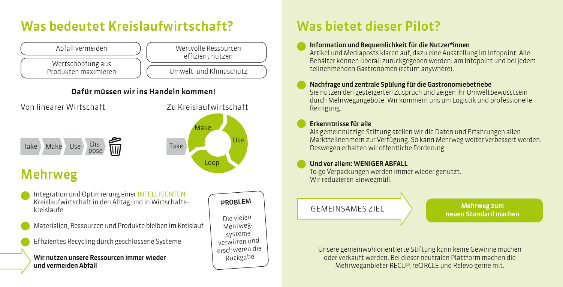 Was bedeutet Kreislaufwirtschaft?
Abfall vermeiden
Wertvolle Ressourcen
effizient nutzen
Wertschöpfung aus
Produkten maximieren
Umwelt- und Klimaschutz
Dafür müssen wir ins Handeln kommen!
Von linearer Wirtschaft
Zu Kreislaufwirtschaft
Take
Make
Use
Dis-
pose
Take
Make
Use
Loop
Mehrweg
Integration und Optimierung einer INTELLIGENTEN
Kreislaufwirtschaft in den Alltag und in Wirtschafts-
kreisläufe
Materialien, Ressourcen und Produkte bleiben im Kreislauf
Effizientes Recycling durch geschlossene Systeme
Wir nutzen unsere Ressourcen immer wieder
und vermeiden Abfall
PROBLEM
Die vielen
Mehrweg-
systeme
verwirren und
erschweren die
Rückgabe
Was bietet dieser Pilot?
Information und Bequemlichkeit für die Nutzer*innen
Artikel und Mediaposts klären auf, dazu eine Ausstellung im Infopoint. Alle
Behälter können überall zurückgegeben werden: am Infopoint und bei jedem
teilnehmenden Gastronomen (return anywhere).
Nachfrage und zentrale Spülung für die Gastronomiebetriebe
Sie nutzen den gesteigerten Zuspruch und zeigen Ihr Umweltbewusstsein
durch Mehrwegangebote. Wir kümmern uns um Logistik und professionelle
Reinigung.
Erkenntnisse für alle
Als gemeinnützige Stiftung stellen wir die Daten und Erfahrungen allen
Marktteilnehmern zur Verfügung. So kann Mehrweg weiter verbessert werden.
Deswegen erhalten wir öffentliche Förderung
Und vor allem: WENIGER ABFALL
To-go Verpackungen werden immer wieder genutzt.
Wir reduzieren Einwegmüll.
GEMEINSAMES ZIEL
Mehrweg zum
neuen Standard machen
Unsere gemeinwohlorientierte Stiftung kann keine Gewinne machen
oder verkauft werden. Bei dieser neutralen Plattform machen die
Mehrweganbieter RECUP, reCIRCLE und Relevo gerne mit.